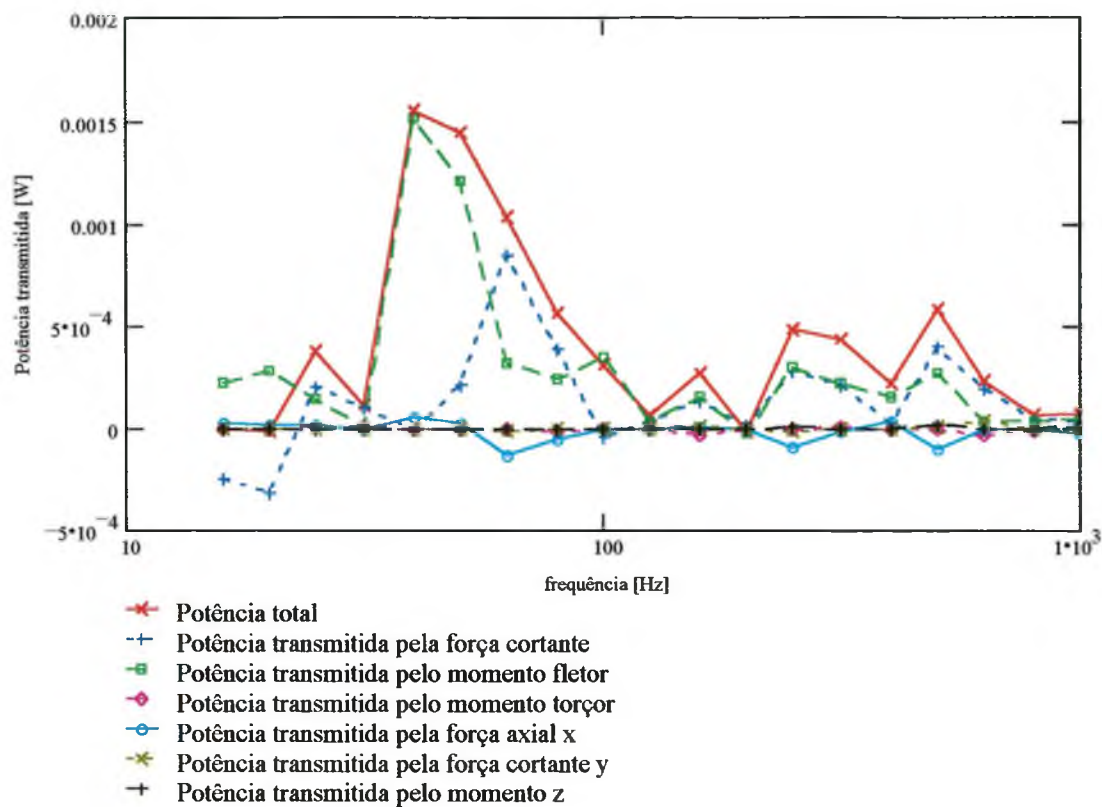 0.002
0.0015
0.001
5•10⁻⁴
0
−5•10⁻⁴
Potência transmitida [W]
10
100
1•10³
frequência [Hz]
Potência total
Potência transmitida pela força cortante
Potência transmitida pelo momento fletor
Potência transmitida pelo momento torçor
Potência transmitida pela força axial x
Potência transmitida pela força cortante y
Potência transmitida pelo momento z